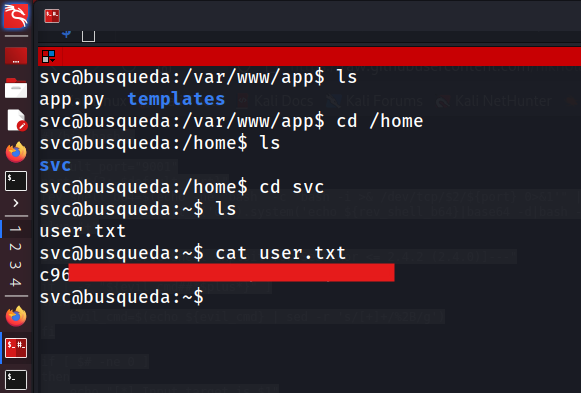 svc@busqueda:/var/www/app$ ls
app.py  templates
svc@busqueda:/var/www/app$ cd /home
svc@busqueda:/home$ ls
svc
svc@busqueda:/home$ cd svc
svc@busqueda:~$ ls
user.txt
svc@busqueda:~$ cat user.txt
c96
svc@busqueda:~$
1
2
3
4